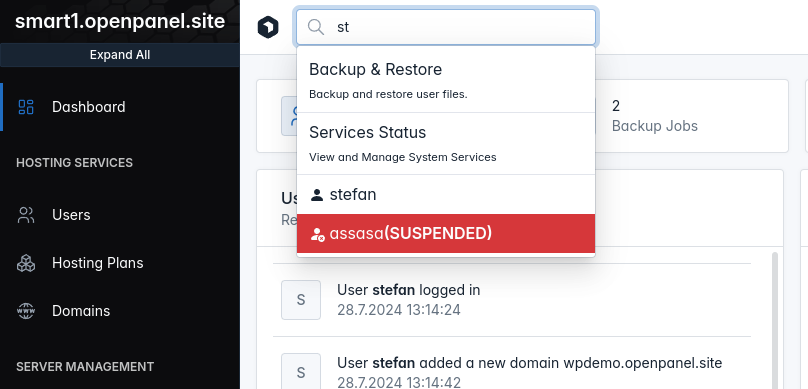 smart1.openpanel.site
Expand All
Dashboard
HOSTING SERVICES
Users
Hosting Plans
Domains
SERVER MANAGEMENT
st
Backup & Restore
Backup and restore user files.
Services Status
View and Manage System Services
stefan
assasa(SUSPENDED)
2
Backup Jobs
S
User stefan logged in
28.7.2024 13:14:24
S
User stefan added a new domain wpdemo.openpanel.site
28.7.2024 13:14:42